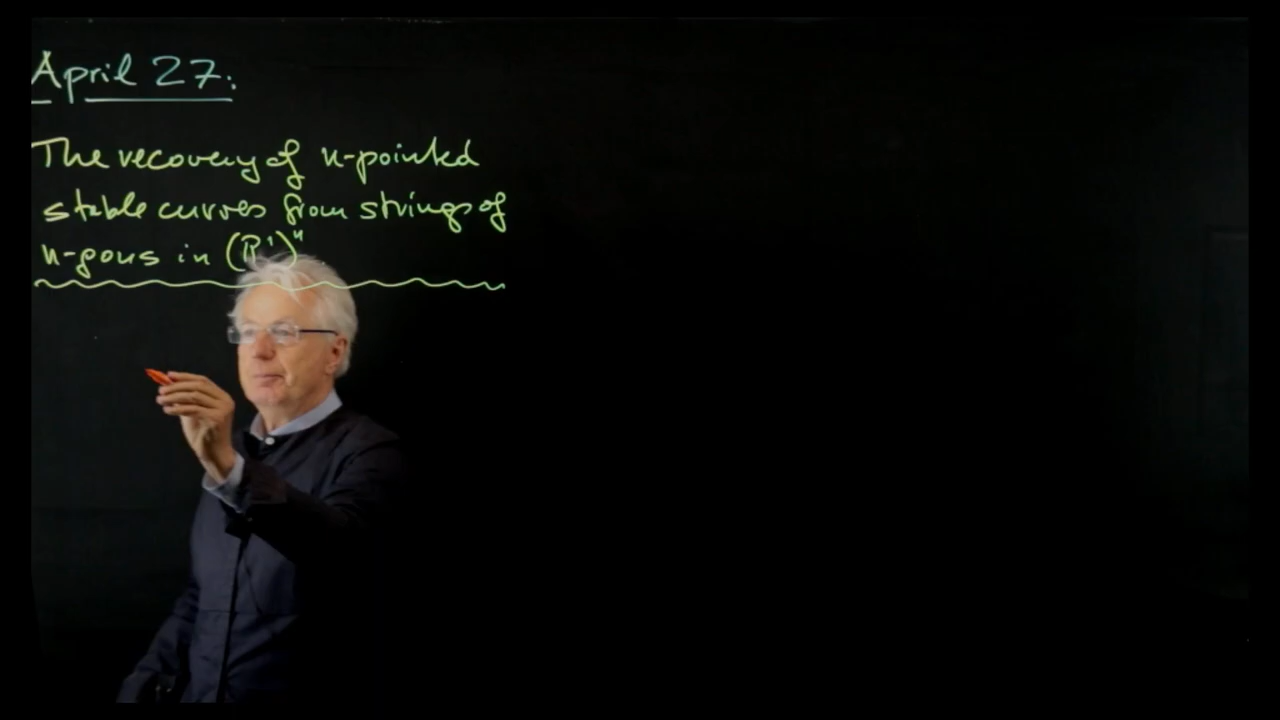 April 27:
The recovery of n-pointed
stable curves from strings of
n-gons in (P¹)ⁿ